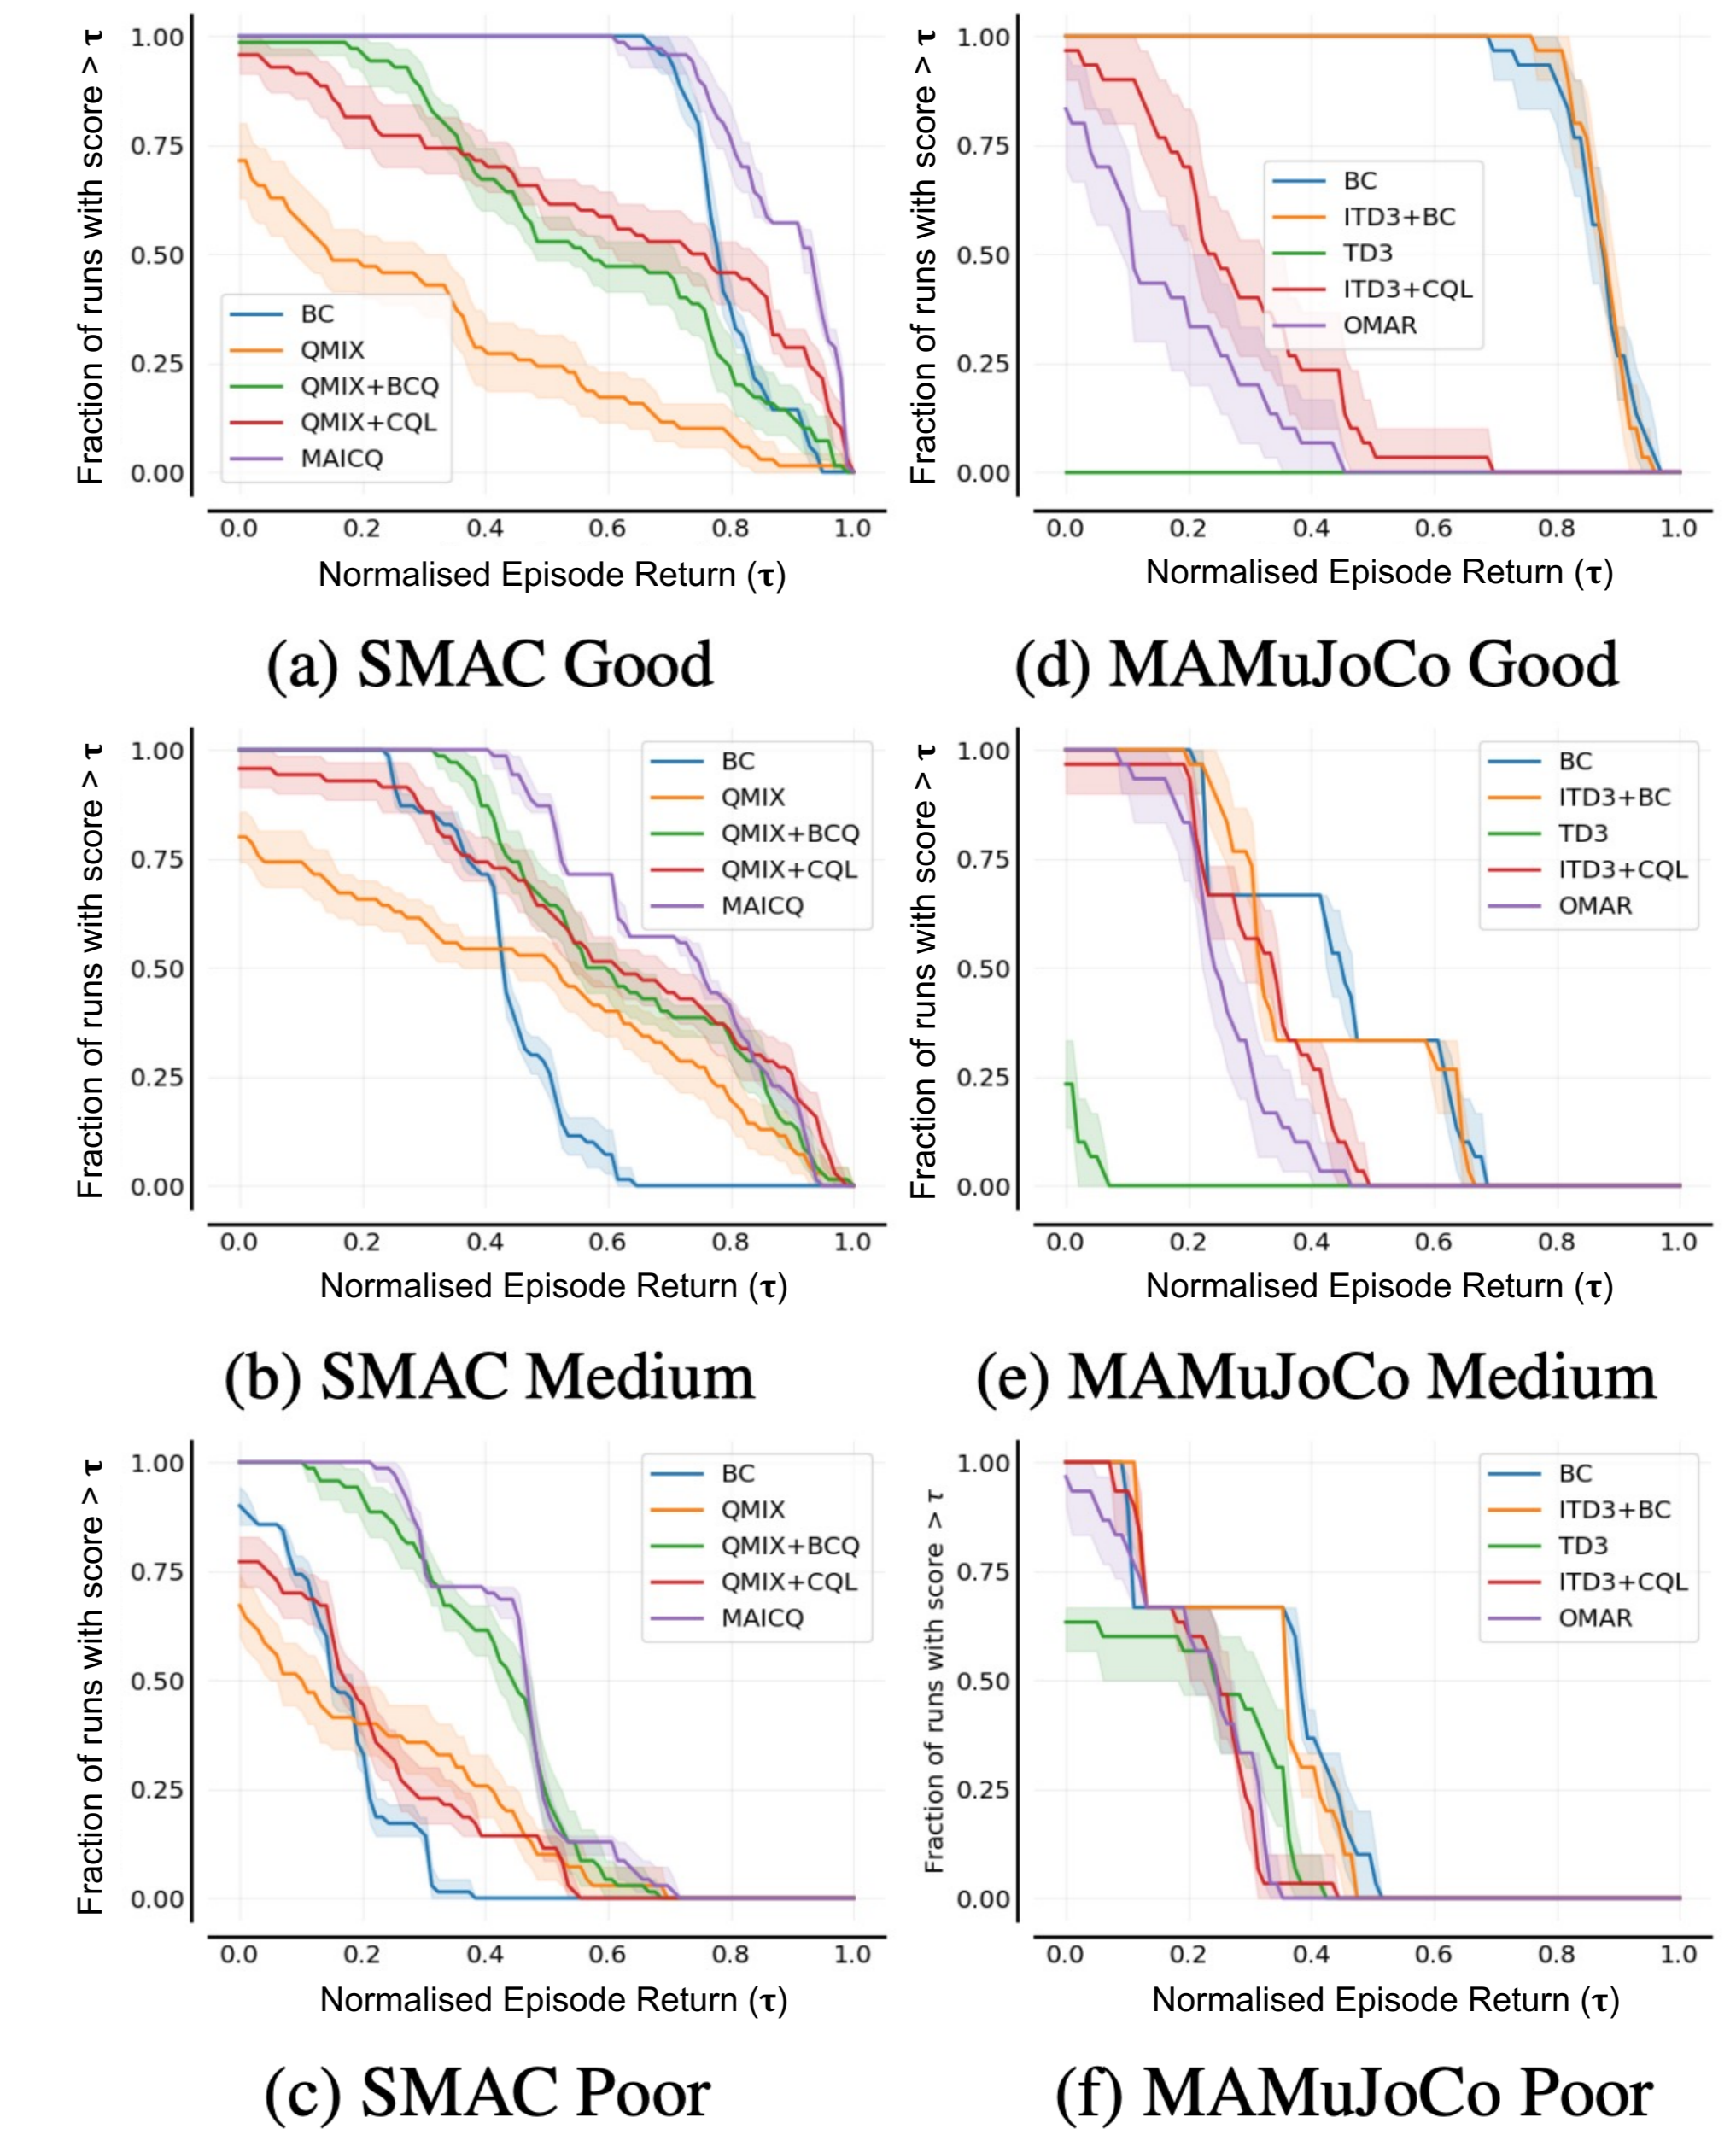 Fraction of runs with score > τ
1.00
0.75
0.50
0.25
0.00
BC
QMIX
QMIX+BCQ
QMIX+CQL
MAICQ
0.0 0.2 0.4 0.6 0.8 1.0
Normalised Episode Return (τ)
(a) SMAC Good
Fraction of runs with score > τ
1.00
0.75
0.50
0.25
0.00
BC
ITD3+BC
TD3
ITD3+CQL
OMAR
0.0 0.2 0.4 0.6 0.8 1.0
Normalised Episode Return (τ)
(d) MAMuJoCo Good
Fraction of runs with score > τ
1.00
0.75
0.50
0.25
0.00
BC
QMIX
QMIX+BCQ
QMIX+CQL
MAICQ
0.0 0.2 0.4 0.6 0.8 1.0
Normalised Episode Return (τ)
(b) SMAC Medium
Fraction of runs with score > τ
1.00
0.75
0.50
0.25
0.00
BC
ITD3+BC
TD3
ITD3+CQL
OMAR
0.0 0.2 0.4 0.6 0.8 1.0
Normalised Episode Return (τ)
(e) MAMuJoCo Medium
Fraction of runs with score > τ
1.00
0.75
0.50
0.25
0.00
BC
QMIX
QMIX+BCQ
QMIX+CQL
MAICQ
0.0 0.2 0.4 0.6 0.8 1.0
Normalised Episode Return (τ)
(c) SMAC Poor
Fraction of runs with score > τ
1.00
0.75
0.50
0.25
0.00
BC
ITD3+BC
TD3
ITD3+CQL
OMAR
0.0 0.2 0.4 0.6 0.8 1.0
Normalised Episode Return (τ)
(f) MAMuJoCo Poor